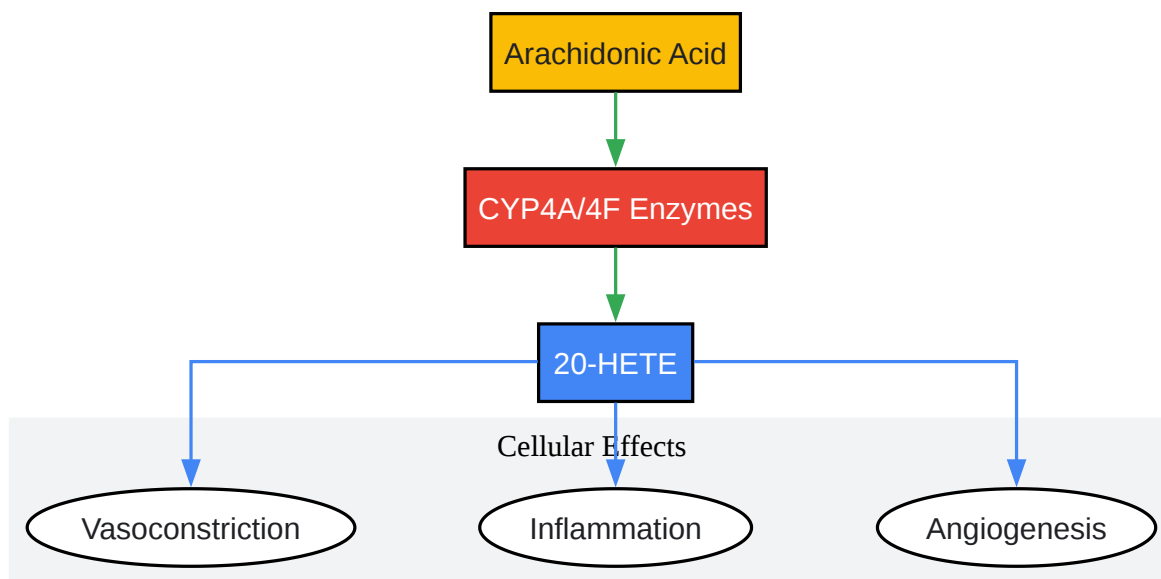 Arachidonic Acid
CYP4A/4F Enzymes
20-HETE
Cellular Effects
Vasoconstriction
Inflammation
Angiogenesis